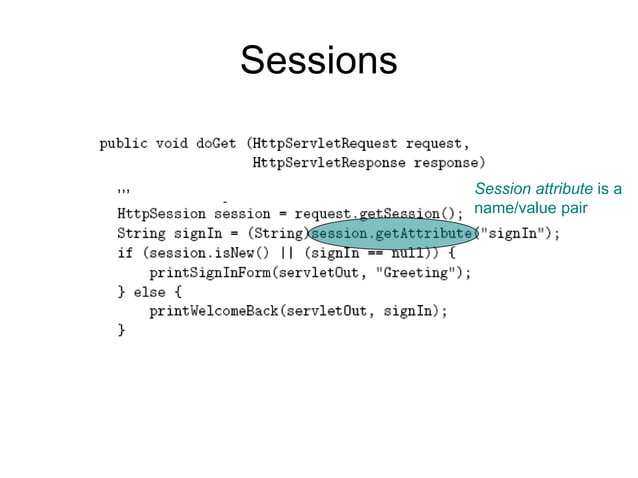 Sessions
public void doGet (HttpServletRequest request,
HttpServletResponse response)
,,,
Session attribute is a
name/value pair
HttpSession session = request.getSession();
String signIn = (String)session.getAttribute("signIn");
if (session.isNew() || (signIn == null)) {
printSignInForm(servletOut, "Greeting");
} else {
printWelcomeBack(servletOut, signIn);
}